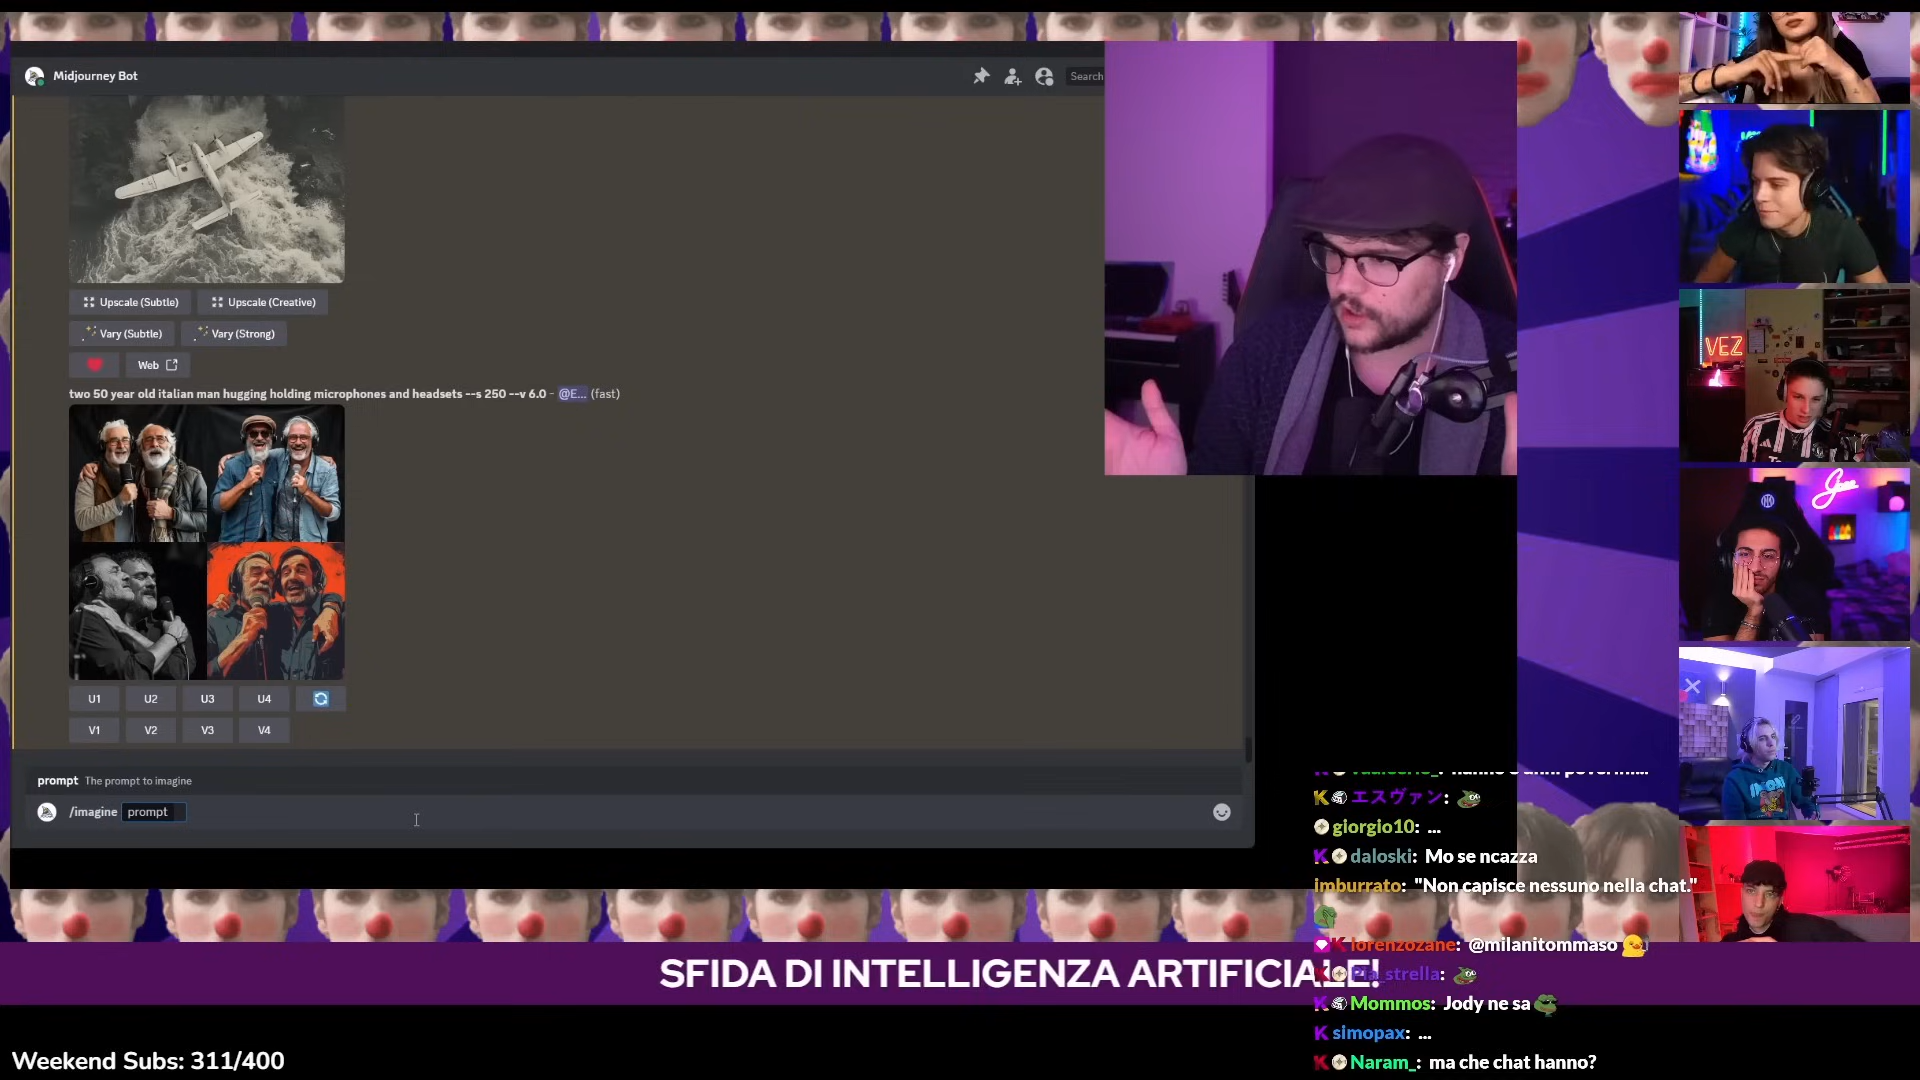 Midjourney Bot
Search
Upscale (Subtle)
Upscale (Creative)
Vary (Subtle)
Vary (Strong)
Web
two 50 year old italian man hugging holding microphones and headsets --s 250 --v 6.0 - @E... (fast)
U1
U2
U3
U4
V1
V2
V3
V4
prompt The prompt to imagine
/imagine prompt
VEZ
エスヴァン:
giorgio10: ...
daloski: Mo se ncazza
imburrato: "Non capisce nessuno nella chat."
lorenzozane: @milanitommaso
Pia_strella:
Mommos: Jody ne sa
simopax: ...
Naram_: ma che chat hanno?
SFIDA DI INTELLIGENZA ARTIFICIALE!
Weekend Subs: 311/400